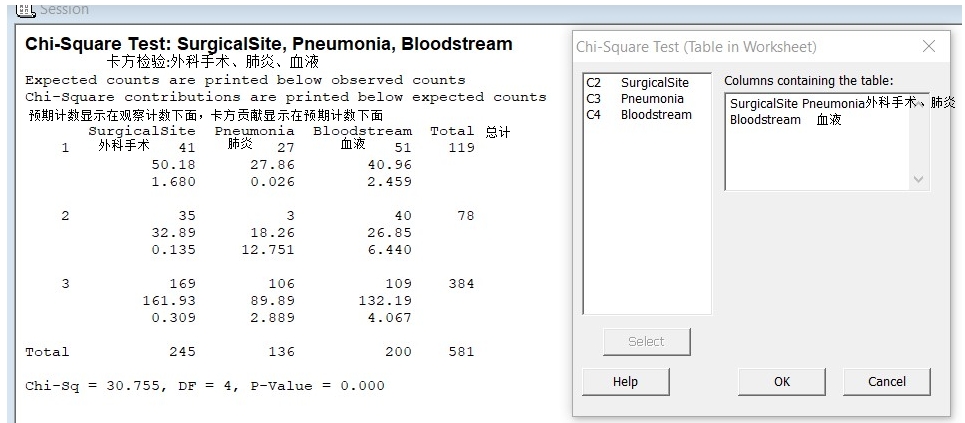 Session
Chi-Square Test: SurgicalSite, Pneumonia, Bloodstream
卡方检验:外科手术、肺炎、血液
Expected counts are printed below observed counts
Chi-Square contributions are printed below expected counts
预期计数显示在观察计数下面，卡方贡献显示在预期计数下面
SurgicalSite Pneumonia Bloodstream Total 总计
外科手术 肺炎 血液
1 41 27 51 119
50.18 27.86 40.96
1.680 0.026 2.459
2 35 3 40 78
32.89 18.26 26.85
0.135 12.751 6.440
3 169 106 109 384
161.93 89.89 132.19
0.309 2.889 4.067
Total 245 136 200 581
Chi-Sq = 30.755, DF = 4, P-Value = 0.000
Chi-Square Test (Table in Worksheet)
C2 SurgicalSite
C3 Pneumonia
C4 Bloodstream
Columns containing the table:
SurgicalSite Pneumonia外科手术、肺炎
Bloodstream 血液
Select
Help
OK
Cancel